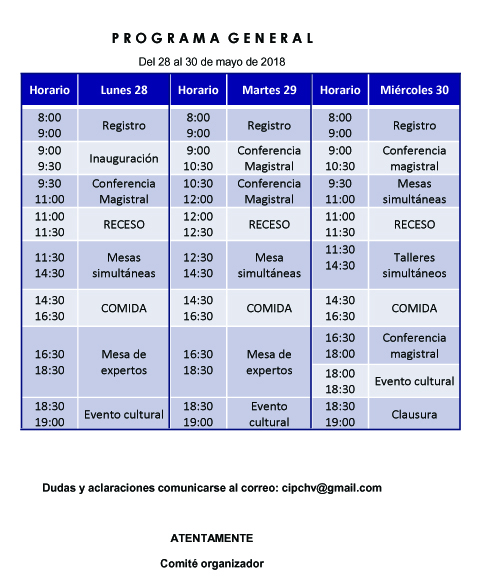 PROGRAMA GENERAL
Del 28 al 30 de mayo de 2018
Horario Lunes 28 Horario Martes 29 Horario Miércoles 30
8:00 8:00 8:00
9:00 Registro 9:00 Registro 9:00 Registro
9:00 9:00 Conferencia 9:00 Conferencia
9:30 Inauguración 10:30 Magistral 10:30 magistral
9:30 Conferencia 10:30 Conferencia 9:30 Mesas
11:00 Magistral 12:00 Magistral 11:00 simultáneas
11:00 12:00 11:00
11:30 RECESO 12:30 RECESO 11:30 RECESO
11:30 Mesas 12:30 Mesa 11:30 Talleres
14:30 simultáneas 14:30 simultáneas 14:30 simultáneos
14:30 14:30 14:30
16:30 COMIDA 16:30 COMIDA 16:30 COMIDA
16:30 Conferencia
18:00 magistral
16:30 Mesa de 16:30 Mesa de
18:30 expertos 18:30 expertos
18:00
18:30 Evento cultural
18:30 18:30 Evento 18:30
19:00 Evento cultural 19:00 cultural 19:00 Clausura
Dudas y aclaraciones comunicarse al correo: cipchv@gmail.com
ATENTAMENTE
Comité organizador